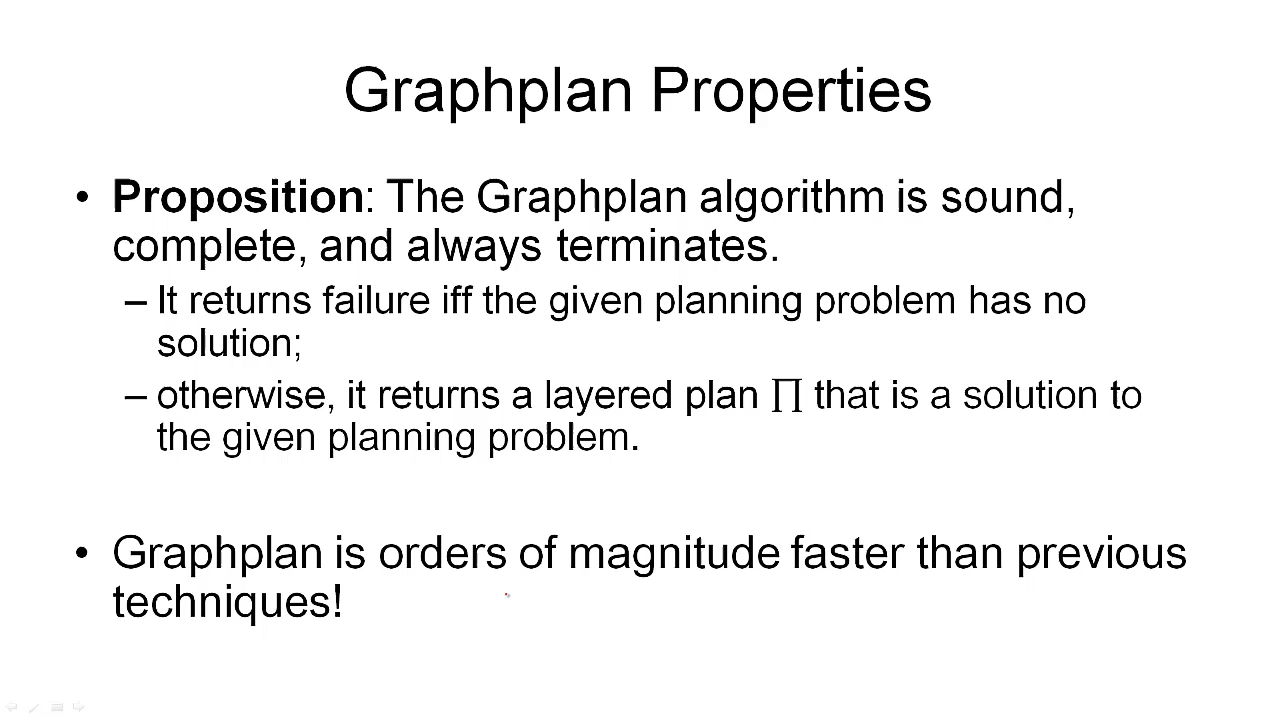 Graphplan Properties
• Proposition: The Graphplan algorithm is sound,
complete, and always terminates.
– It returns failure iff the given planning problem has no
solution;
– otherwise, it returns a layered plan ∏ that is a solution to
the given planning problem.
• Graphplan is orders of magnitude faster than previous
techniques!